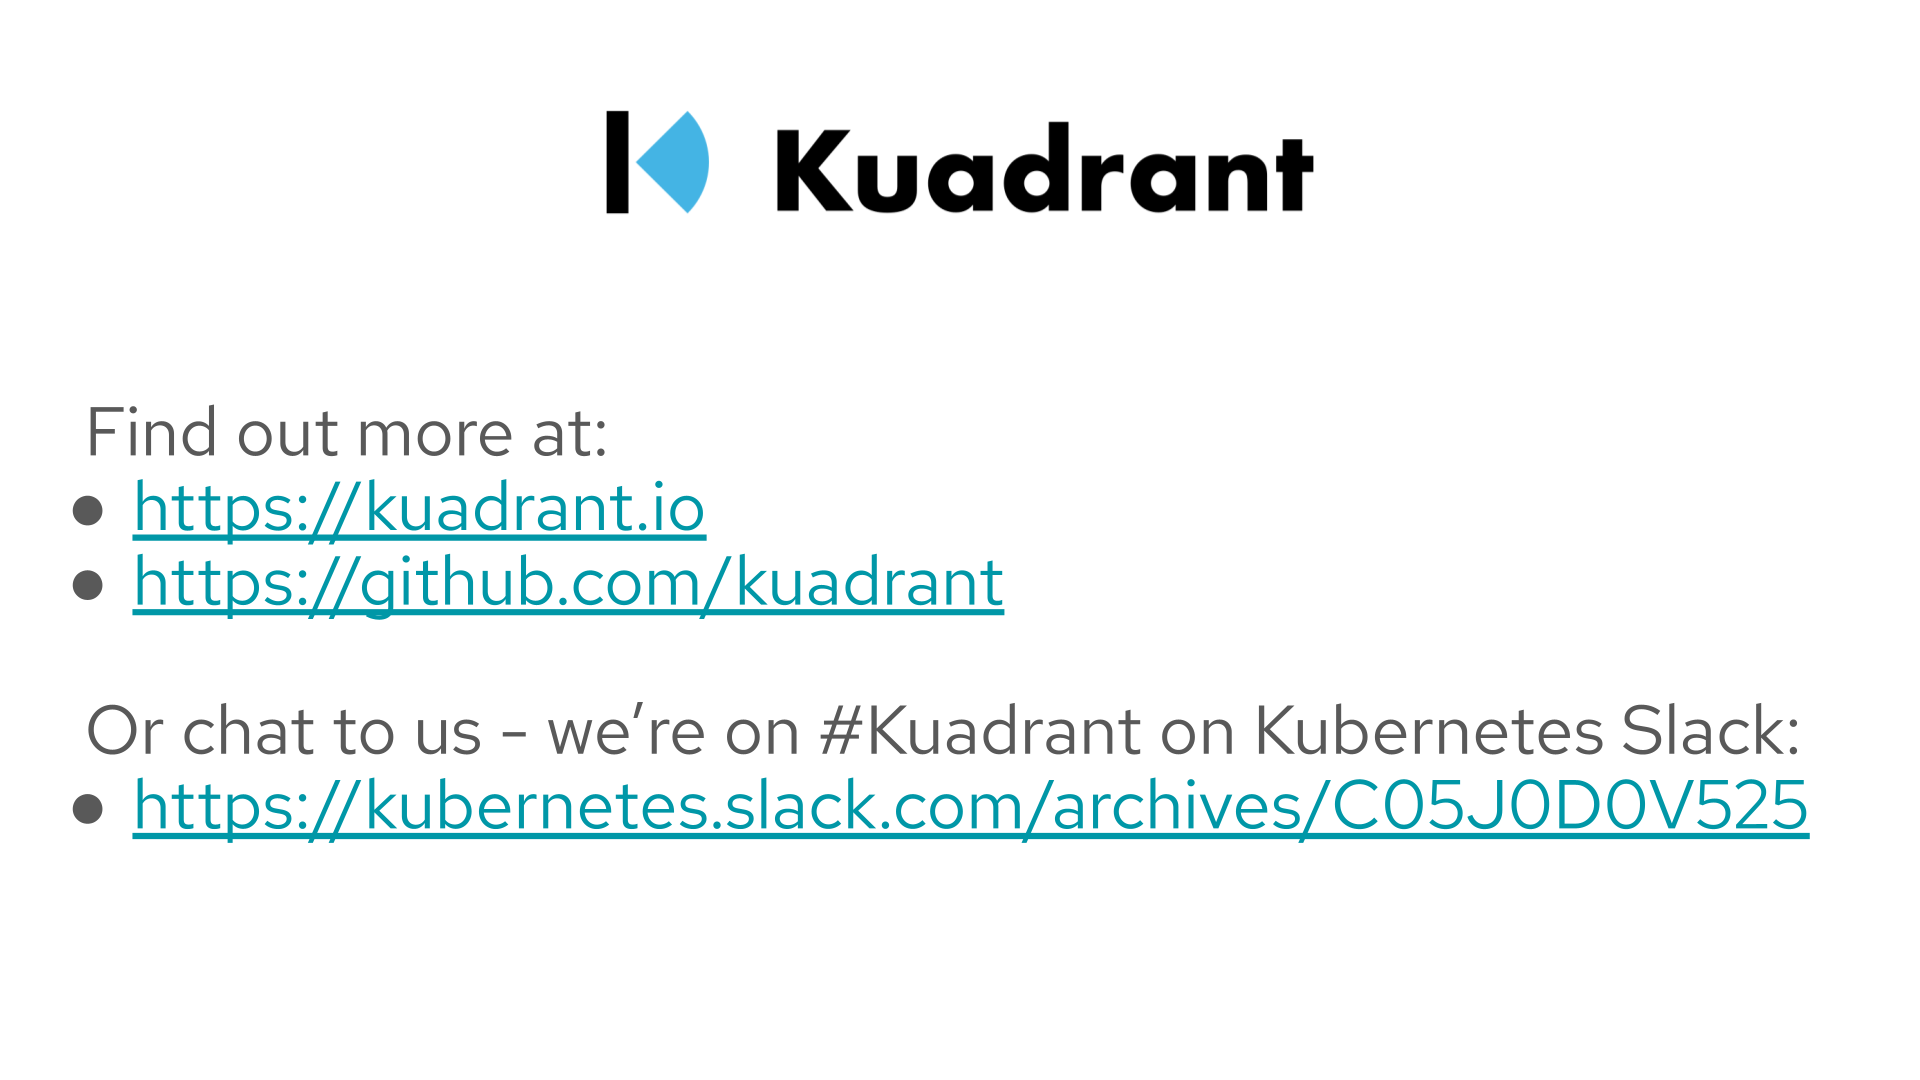 Kuadrant
Find out more at:
● https://kuadrant.io
● https://github.com/kuadrant
Or chat to us - we’re on #Kuadrant on Kubernetes Slack:
● https://kubernetes.slack.com/archives/C05J0D0V525